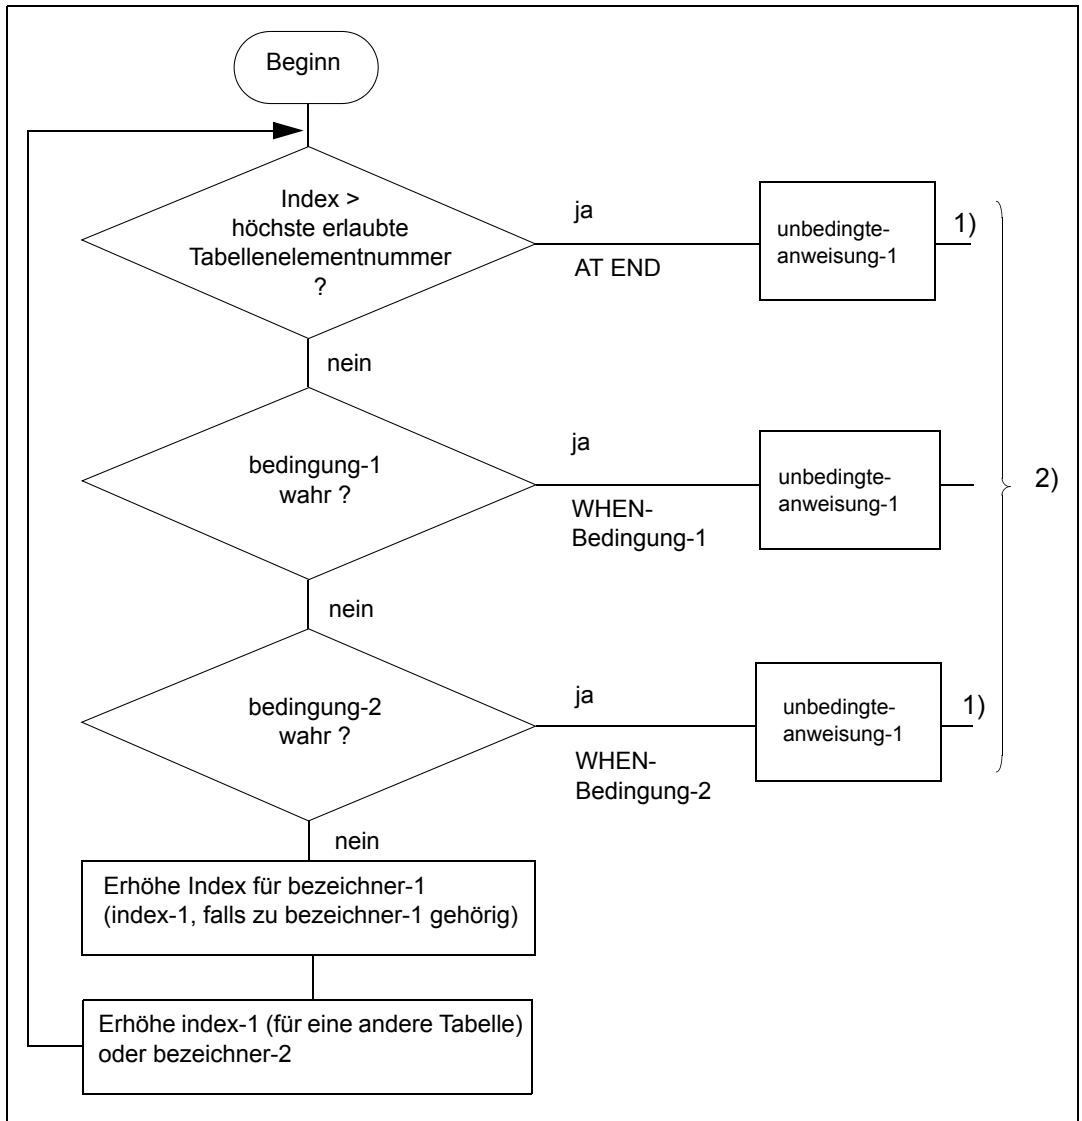 Beginn
Index >
höchste erlaubte
Tabellenelementnummer
?
ja
AT END
unbedingte-
anweisung-1
1)
nein
bedingung-1
wahr ?
ja
WHEN-
Bedingung-1
unbedingte-
anweisung-1
2)
nein
bedingung-2
wahr ?
ja
WHEN-
Bedingung-2
unbedingte-
anweisung-1
1)
nein
Erhöhe Index für bezeichner-1
(index-1, falls zu bezeichner-1 gehörig)
Erhöhe index-1 (für eine andere Tabelle)
oder bezeichner-2